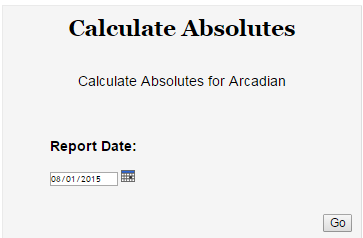 Calculate Absolutes
Calculate Absolutes for Arcadian
Report Date:
08/01/2015
Go